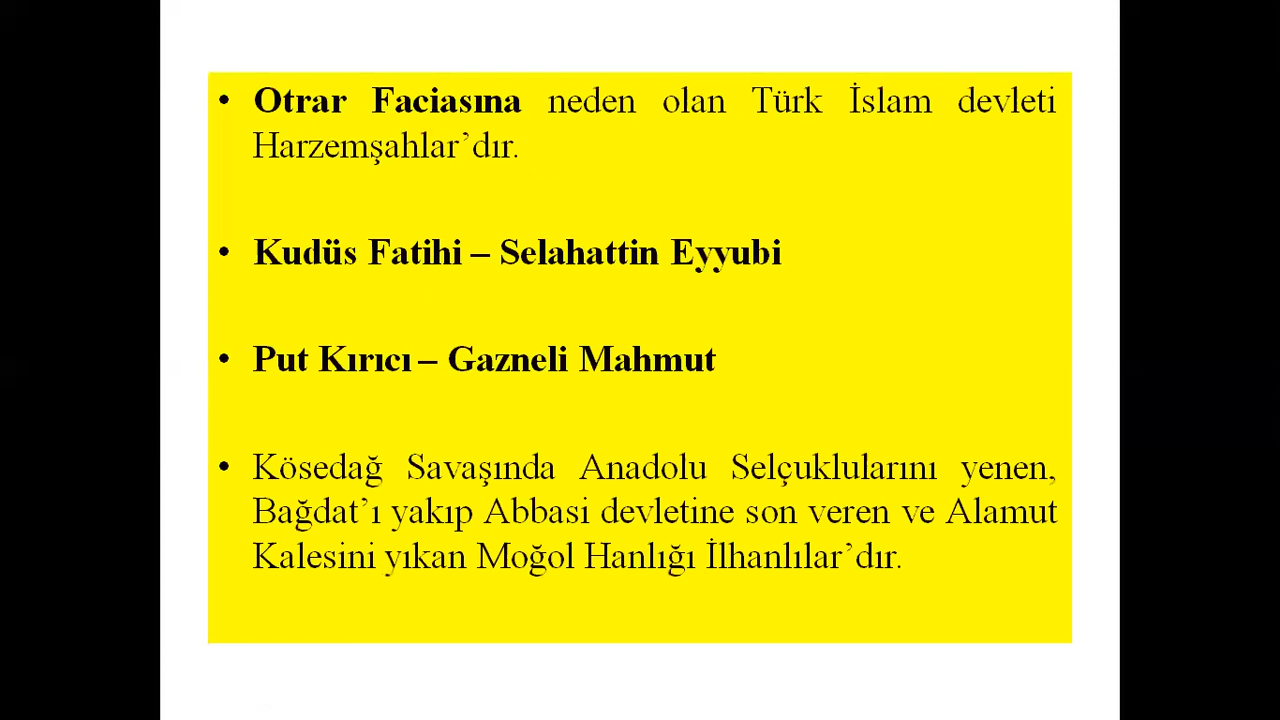 • Otrar Faciasına neden olan Türk İslam devleti
Harzemşahlar’dır.
• Kudüs Fatihi – Selahattin Eyyubi
• Put Kırıcı – Gazneli Mahmut
• Kösedağ Savaşında Anadolu Selçuklularını yenen,
Bağdat’ı yakıp Abbasi devletine son veren ve Alamut
Kalesini yıkan Moğol Hanlığı İlhanlılar’dır.